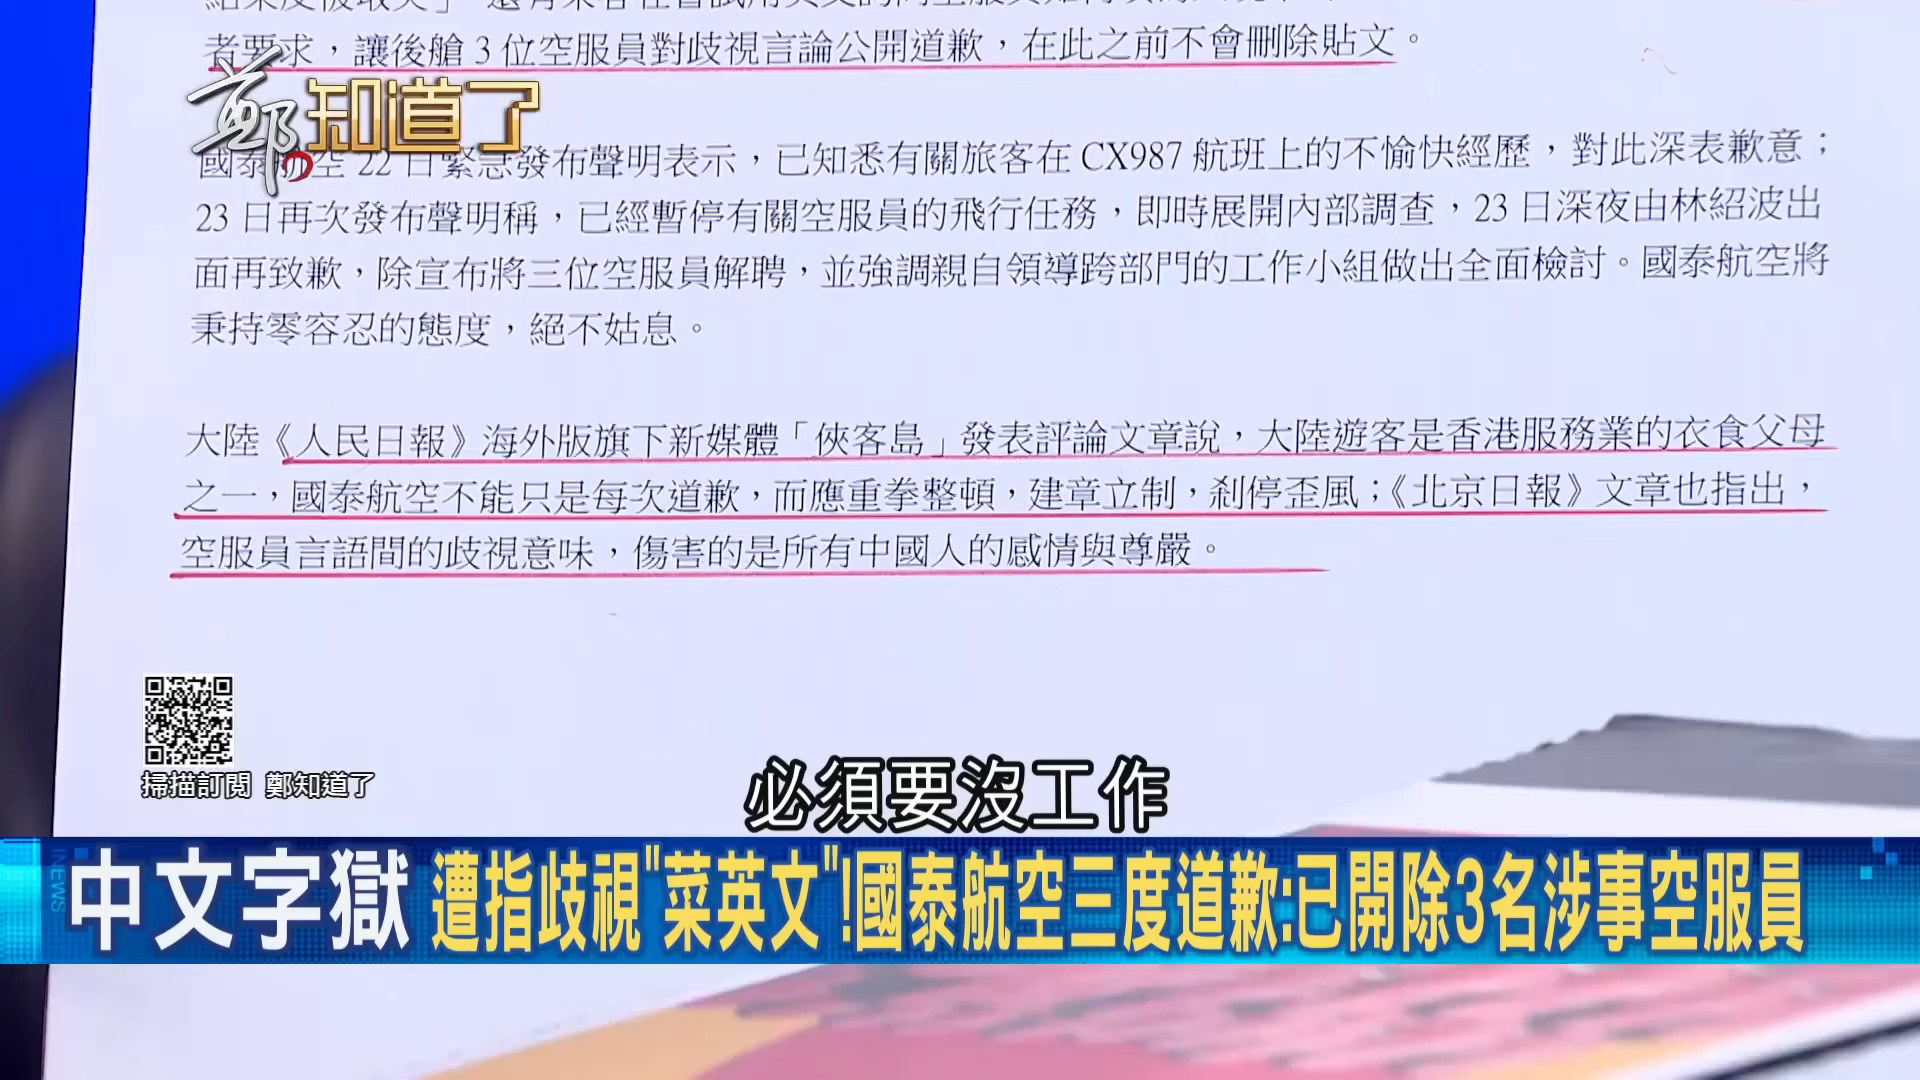 者要求，讓後艙3位空服員對歧視言論公開道歉，在此之前不會刪除貼文。
鄭知道了
國泰航空22日緊急發布聲明表示，已知悉有關旅客在CX987航班上的不愉快經歷，對此深表歉意；
23日再次發布聲明稱，已經暫停有關空服員的飛行任務，即時展開內部調查，23日深夜由林紹波出
面再致歉，除宣布將三位空服員解聘，並強調親自領導跨部門的工作小組做出全面檢討。國泰航空將
秉持零容忍的態度，絕不姑息。
大陸《人民日報》海外版旗下新媒體「俠客島」發表評論文章說，大陸遊客是香港服務業的衣食父母
之一，國泰航空不能只是每次道歉，而應重拳整頓，建章立制，剎停歪風；《北京日報》文章也指出，
空服員言語間的歧視意味，傷害的是所有中國人的感情與尊嚴。
掃描訂閱 鄭知道了
必須要沒工作
INEWS
中文字獄 遭指歧視"菜英文"!國泰航空三度道歉:已開除3名涉事空服員